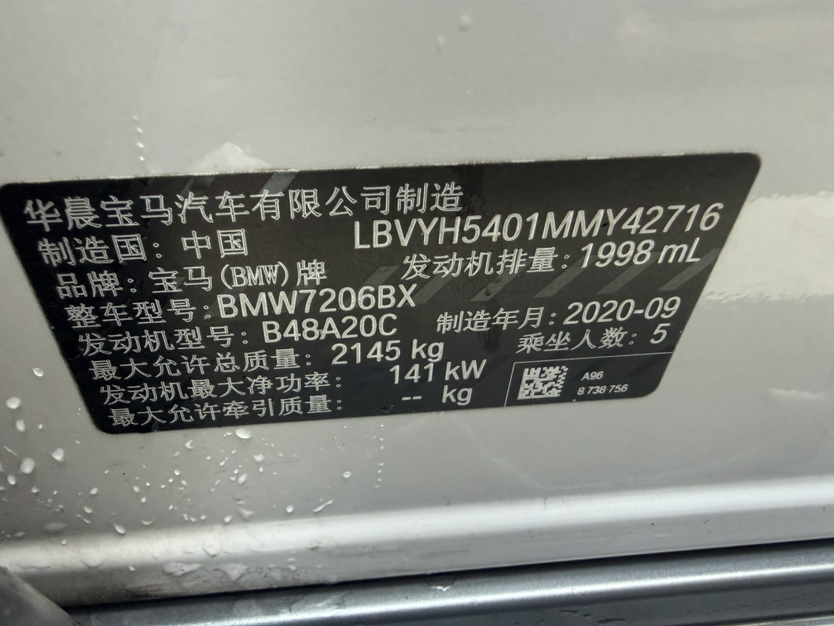 华晨宝马汽车有限公司制造
制造国：中国 LBVYH5401MMY42716
品牌：宝马(BMW)牌 发动机排量：1998 mL
整车型号：BMW7206BX
发动机型号：B48A20C 制造年月：2020-09
最大允许总质量：2145 kg 乘坐人数：5
发动机最大净功率： 141 kW
最大允许牵引质量： -- kg
A96
8 738 756